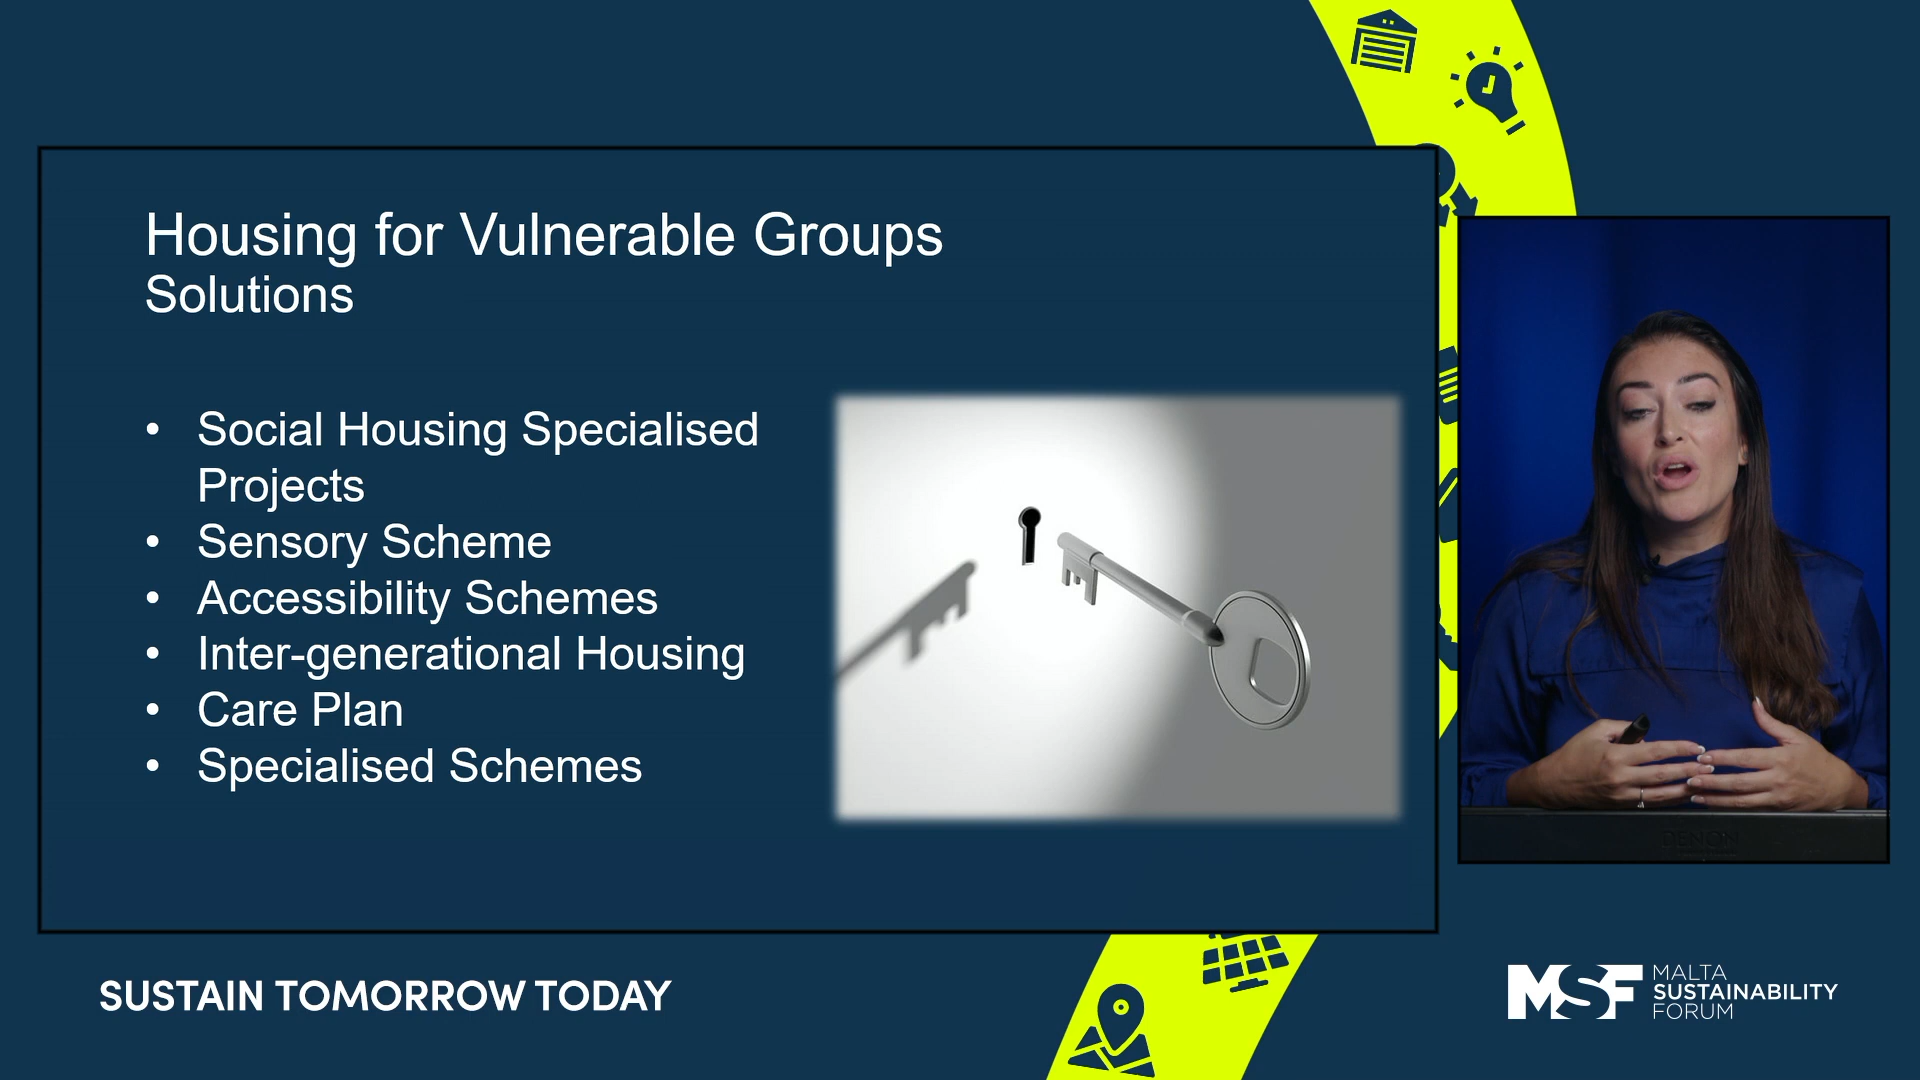 Housing for Vulnerable Groups
Solutions
• Social Housing Specialised
Projects
• Sensory Scheme
• Accessibility Schemes
• Inter-generational Housing
• Care Plan
• Specialised Schemes
DENON
SUSTAIN TOMORROW TODAY
MSF
MALTA
SUSTAINABILITY
FORUM